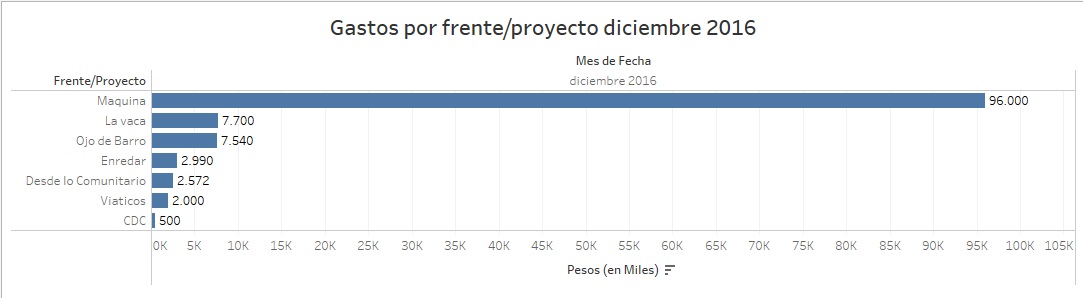 Gastos por frente/proyecto diciembre 2016
Mes de Fecha
Frente/Proyecto diciembre 2016
Maquina 96.000
La vaca 7.700
Ojo de Barro 7.540
Enredar 2.990
Desde lo Comunitario 2.572
Viaticos 2.000
CDC 500
0K 5K 10K 15K 20K 25K 30K 35K 40K 45K 50K 55K 60K 65K 70K 75K 80K 85K 90K 95K 100K 105K
Pesos (en Miles)